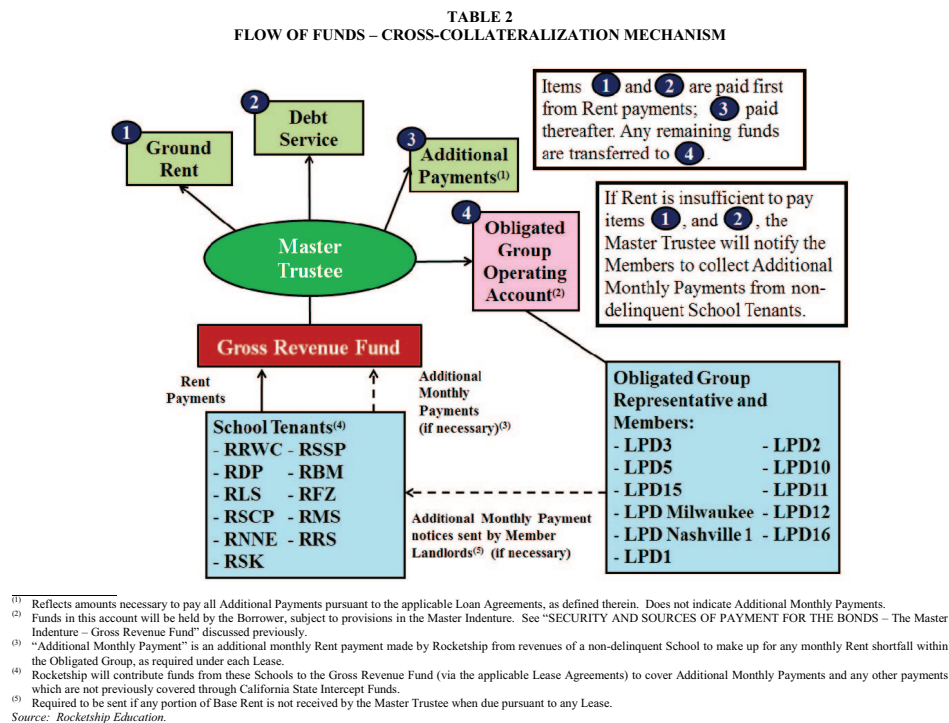 TABLE 2
FLOW OF FUNDS – CROSS-COLLATERALIZATION MECHANISM
Items 1 and 2 are paid first
from Rent payments; 3 paid
thereafter. Any remaining funds
are transferred to 4.
2
Debt
Service
1
Ground
Rent
3
Additional
Payments(1)
If Rent is insufficient to pay
items 1, and 2, the
Master Trustee will notify the
Members to collect Additional
Monthly Payments from non-
delinquent School Tenants.
4
Obligated
Group
Operating
Account(2)
Master
Trustee
Gross Revenue Fund
Rent
Payments
Additional
Monthly
Payments
(if necessary)(3)
School Tenants(4)
- RRWC - RSSP
- RDP - RBM
- RLS - RFZ
- RSCP - RMS
- RNNE - RRS
- RSK
Additional Monthly Payment
notices sent by Member
Landlords(5) (if necessary)
Obligated Group
Representative and
Members:
- LPD3 - LPD2
- LPD5 - LPD10
- LPD15 - LPD11
- LPD Milwaukee - LPD12
- LPD Nashville 1 - LPD16
- LPD1
(1) Reflects amounts necessary to pay all Additional Payments pursuant to the applicable Loan Agreements, as defined therein. Does not indicate Additional Monthly Payments.
(2) Funds in this account will be held by the Borrower, subject to provisions in the Master Indenture. See “SECURITY AND SOURCES OF PAYMENT FOR THE BONDS – The Master
Indenture – Gross Revenue Fund” discussed previously.
(3) “Additional Monthly Payment” is an additional monthly Rent payment made by Rocketship from revenues of a non-delinquent School to make up for any monthly Rent shortfall within
the Obligated Group, as required under each Lease.
(4) Rocketship will contribute funds from these Schools to the Gross Revenue Fund (via the applicable Lease Agreements) to cover Additional Monthly Payments and any other payments
which are not previously covered through California State Intercept Funds.
(5) Required to be sent if any portion of Base Rent is not received by the Master Trustee when due pursuant to any Lease.
Source: Rocketship Education.